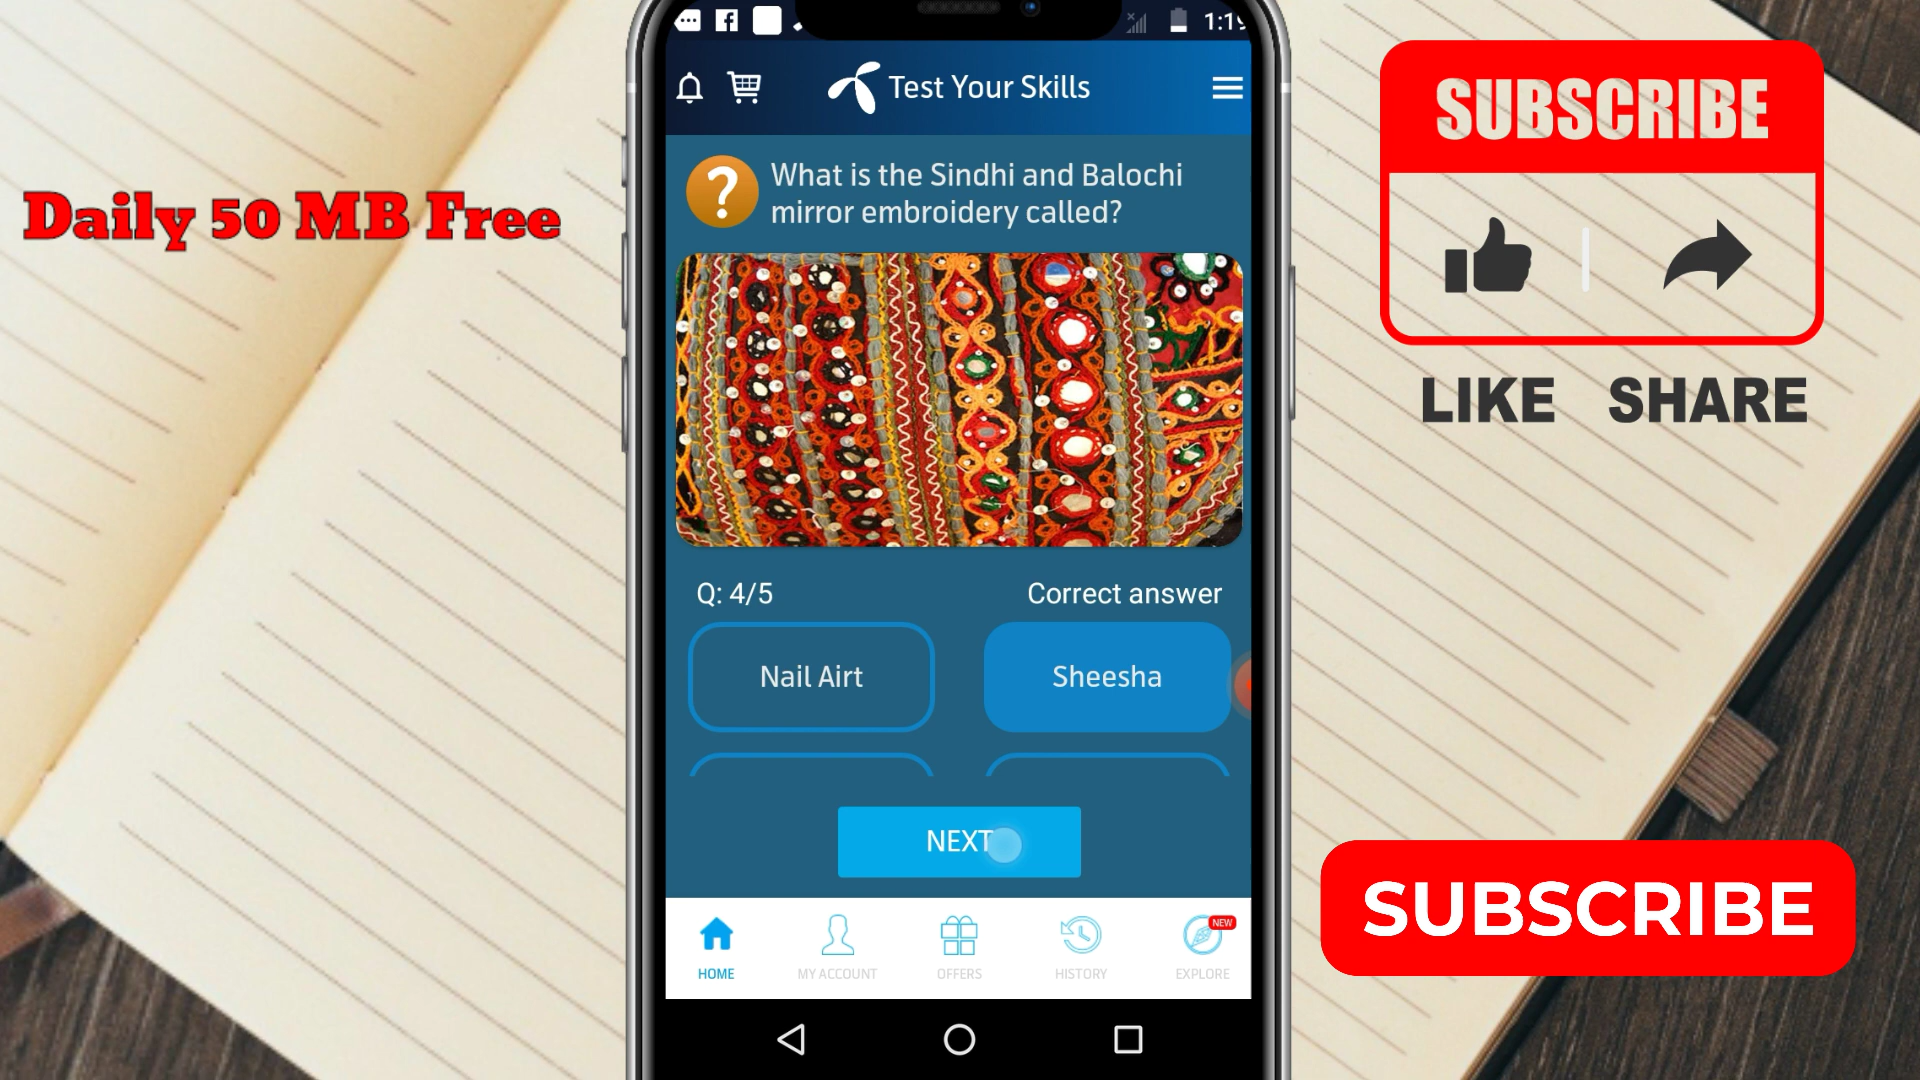 1:19
Test Your Skills
What is the Sindhi and Balochi
mirror embroidery called?
Daily 50 MB Free
SUBSCRIBE
LIKE SHARE
Q: 4/5
Correct answer
Nail Airt
Sheesha
NEXT
SUBSCRIBE
HOME
MY ACCOUNT
OFFERS
HISTORY
NEW
EXPLORE